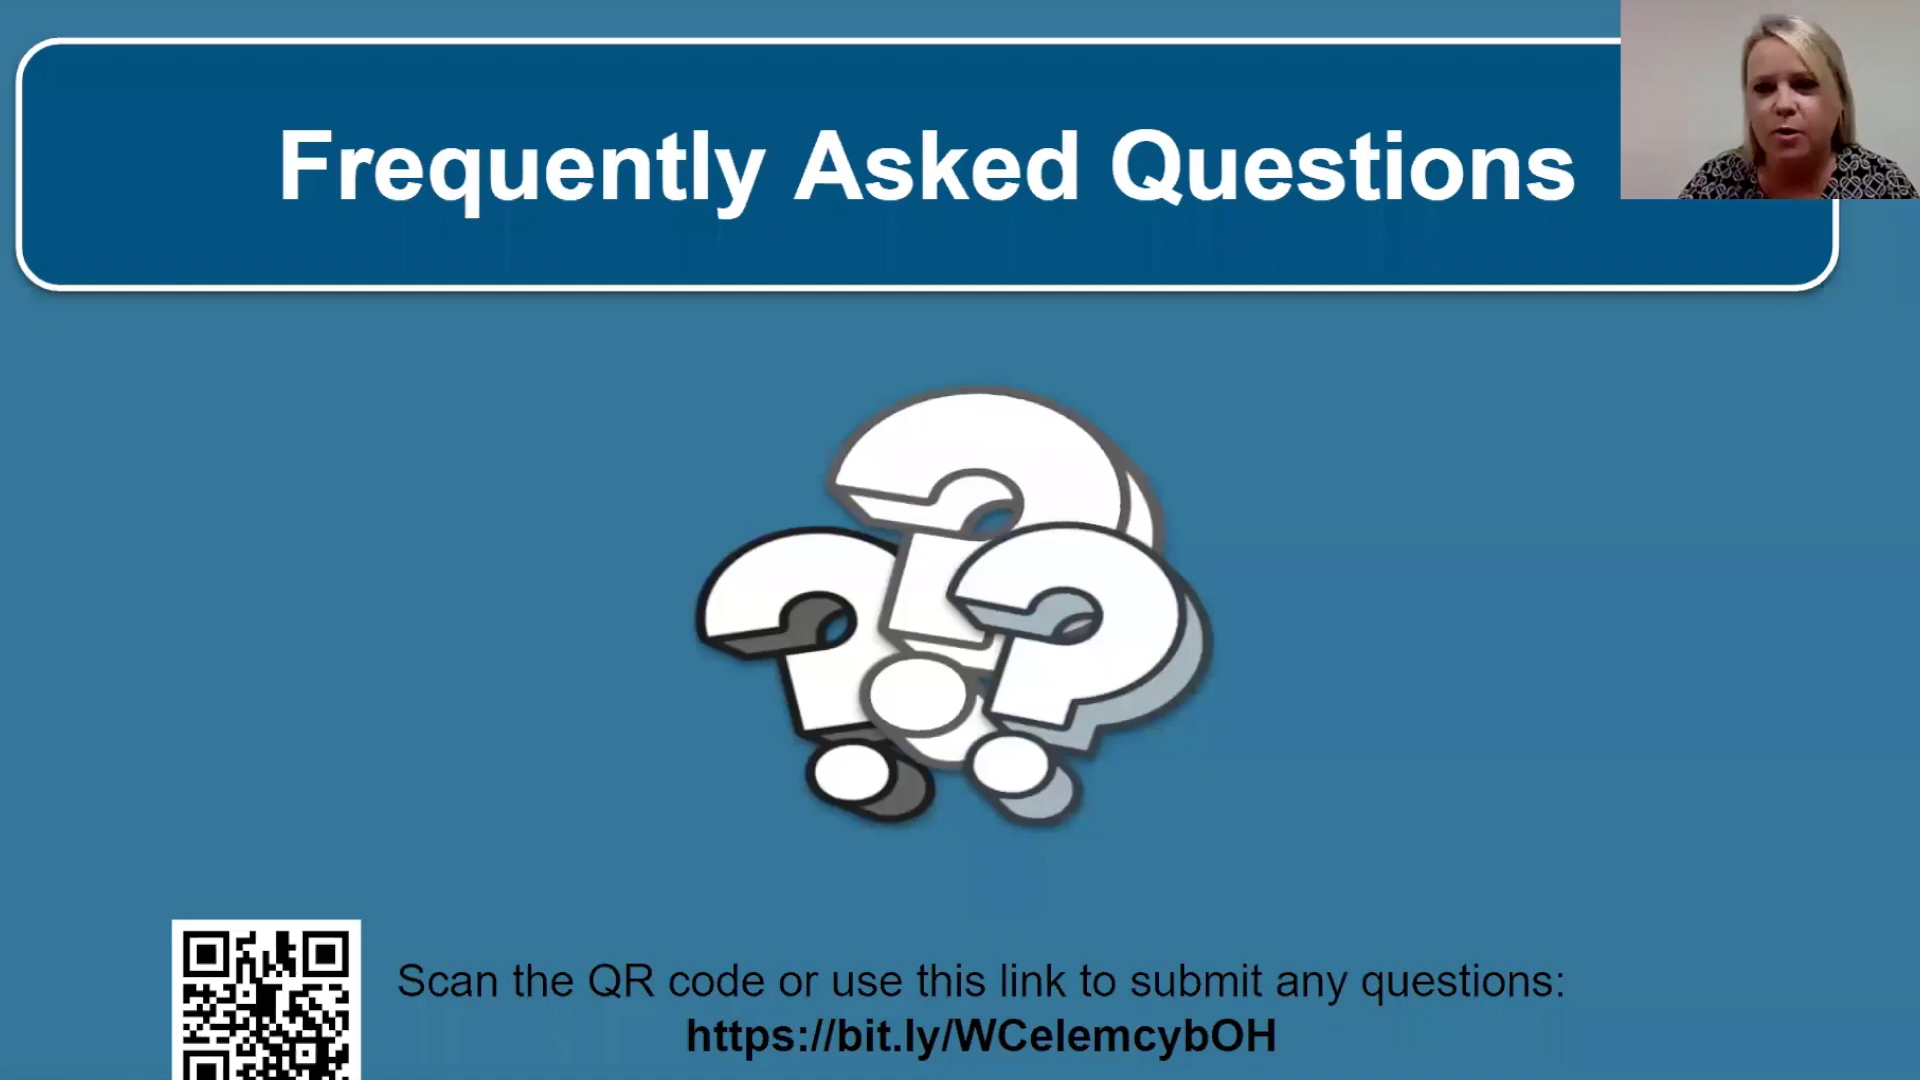 Frequently Asked Questions
Scan the QR code or use this link to submit any questions:
https://bit.ly/WCelemcybOH